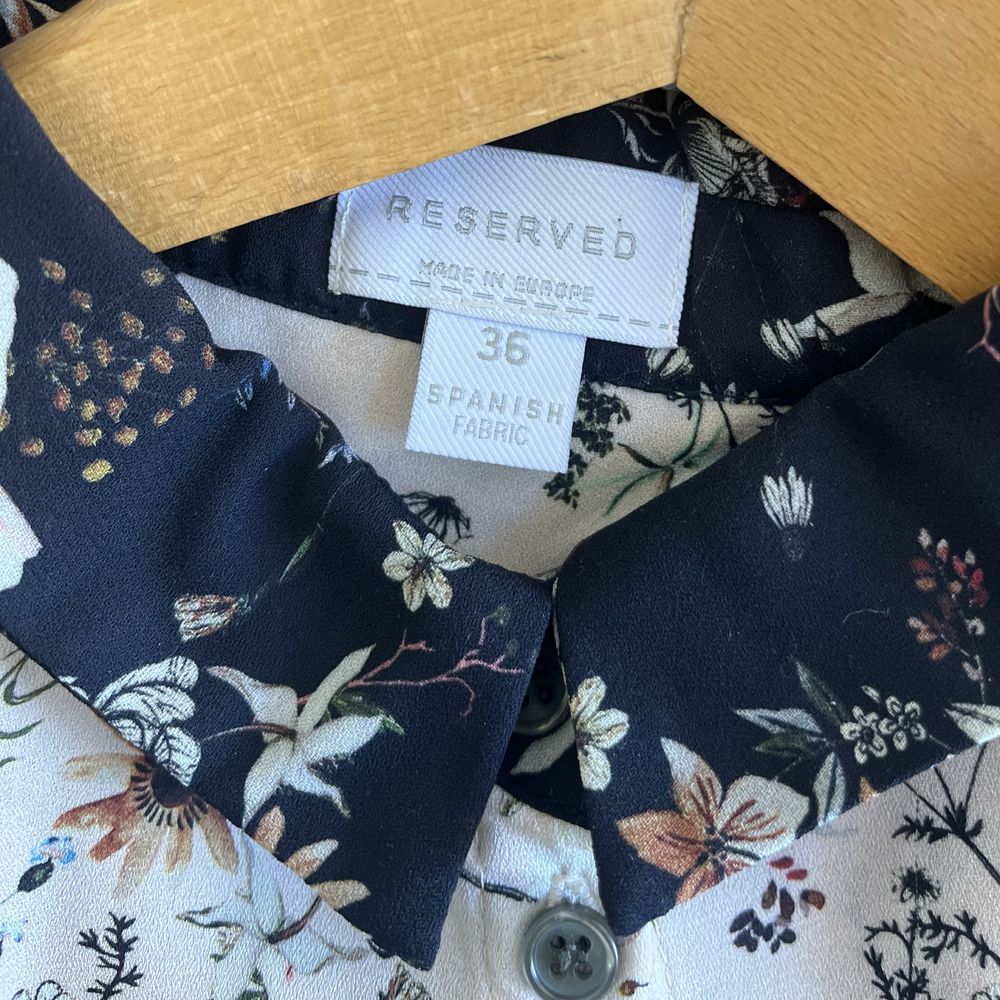 RESERVED
MADE IN EUROPE
36
SPANISH
FABRIC